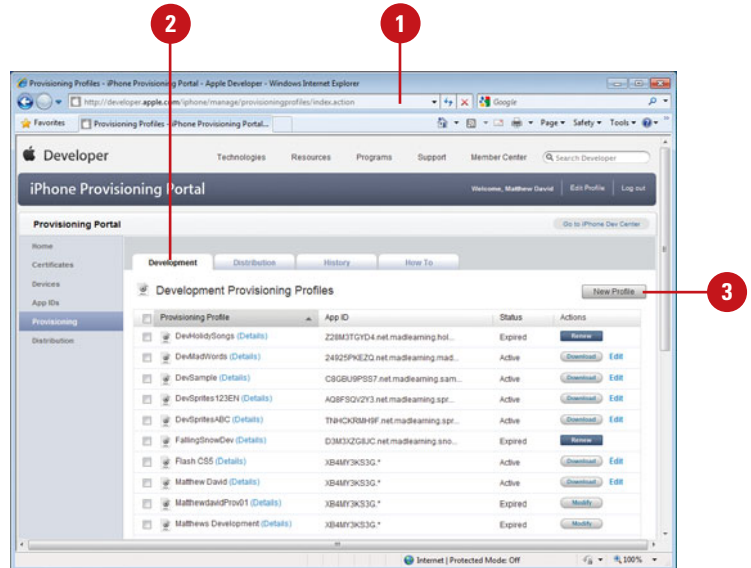 2
1
Provisioning Profiles - iPhone Provisioning Portal - Apple Developer - Windows Internet Explorer
http://developer.apple.com/iphone/manage/provisioningprofiles/index.action
Google
Favorites
Provisioning Profiles - iPhone Provisioning Portal...
Page
Safety
Tools
Developer
Technologies
Resources
Programs
Support
Member Center
Search Developer
iPhone Provisioning Portal
Welcome, Matthew David
Edit Profile
Log out
Provisioning Portal
Go to iPhone Dev Center
Home
Certificates
Devices
App IDs
Provisioning
Distribution
Development
Distribution
History
How To
Development Provisioning Profiles
New Profile
3
Provisioning Profile App ID Status Actions
DevHolidySongs (Details) Z28M3TGYD4.net.madlearning.hol... Expired Renew
DevMadWords (Details) 24925PKEZQ.net.madlearning.mad... Active Download Edit
DevSample (Details) C8GBU9PSS7.net.madlearning.sam... Active Download Edit
DevSprites123EN (Details) AQ8FSQV2Y3.net.madlearning.spr... Active Download Edit
DevSpritesABC (Details) TNHCKRMH9F.net.madlearning.spr... Active Download Edit
FallingSnowDev (Details) D3M3XZG8JC.net.madlearning.sno... Expired Renew
Flash CS5 (Details) XB4MY3KS3G.* Active Download Edit
Matthew David (Details) XB4MY3KS3G.* Active Download Edit
MatthewdavidProv01 (Details) XB4MY3KS3G.* Expired Modify
Matthews Development (Details) XB4MY3KS3G.* Expired Modify
Internet | Protected Mode: Off
100%